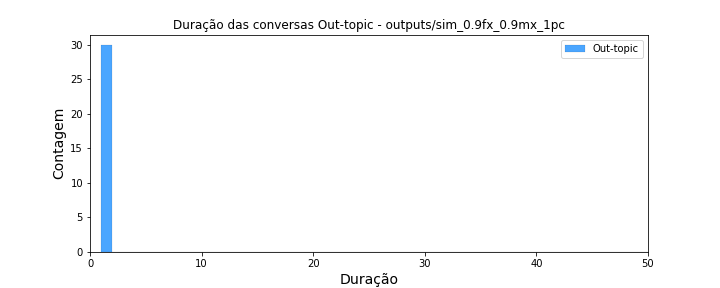 Duração das conversas Out-topic - outputs/sim_0.9fx_0.9mx_1pc
Out-topic
Contagem
30
25
20
15
10
5
0
0 10 20 30 40 50
Duração